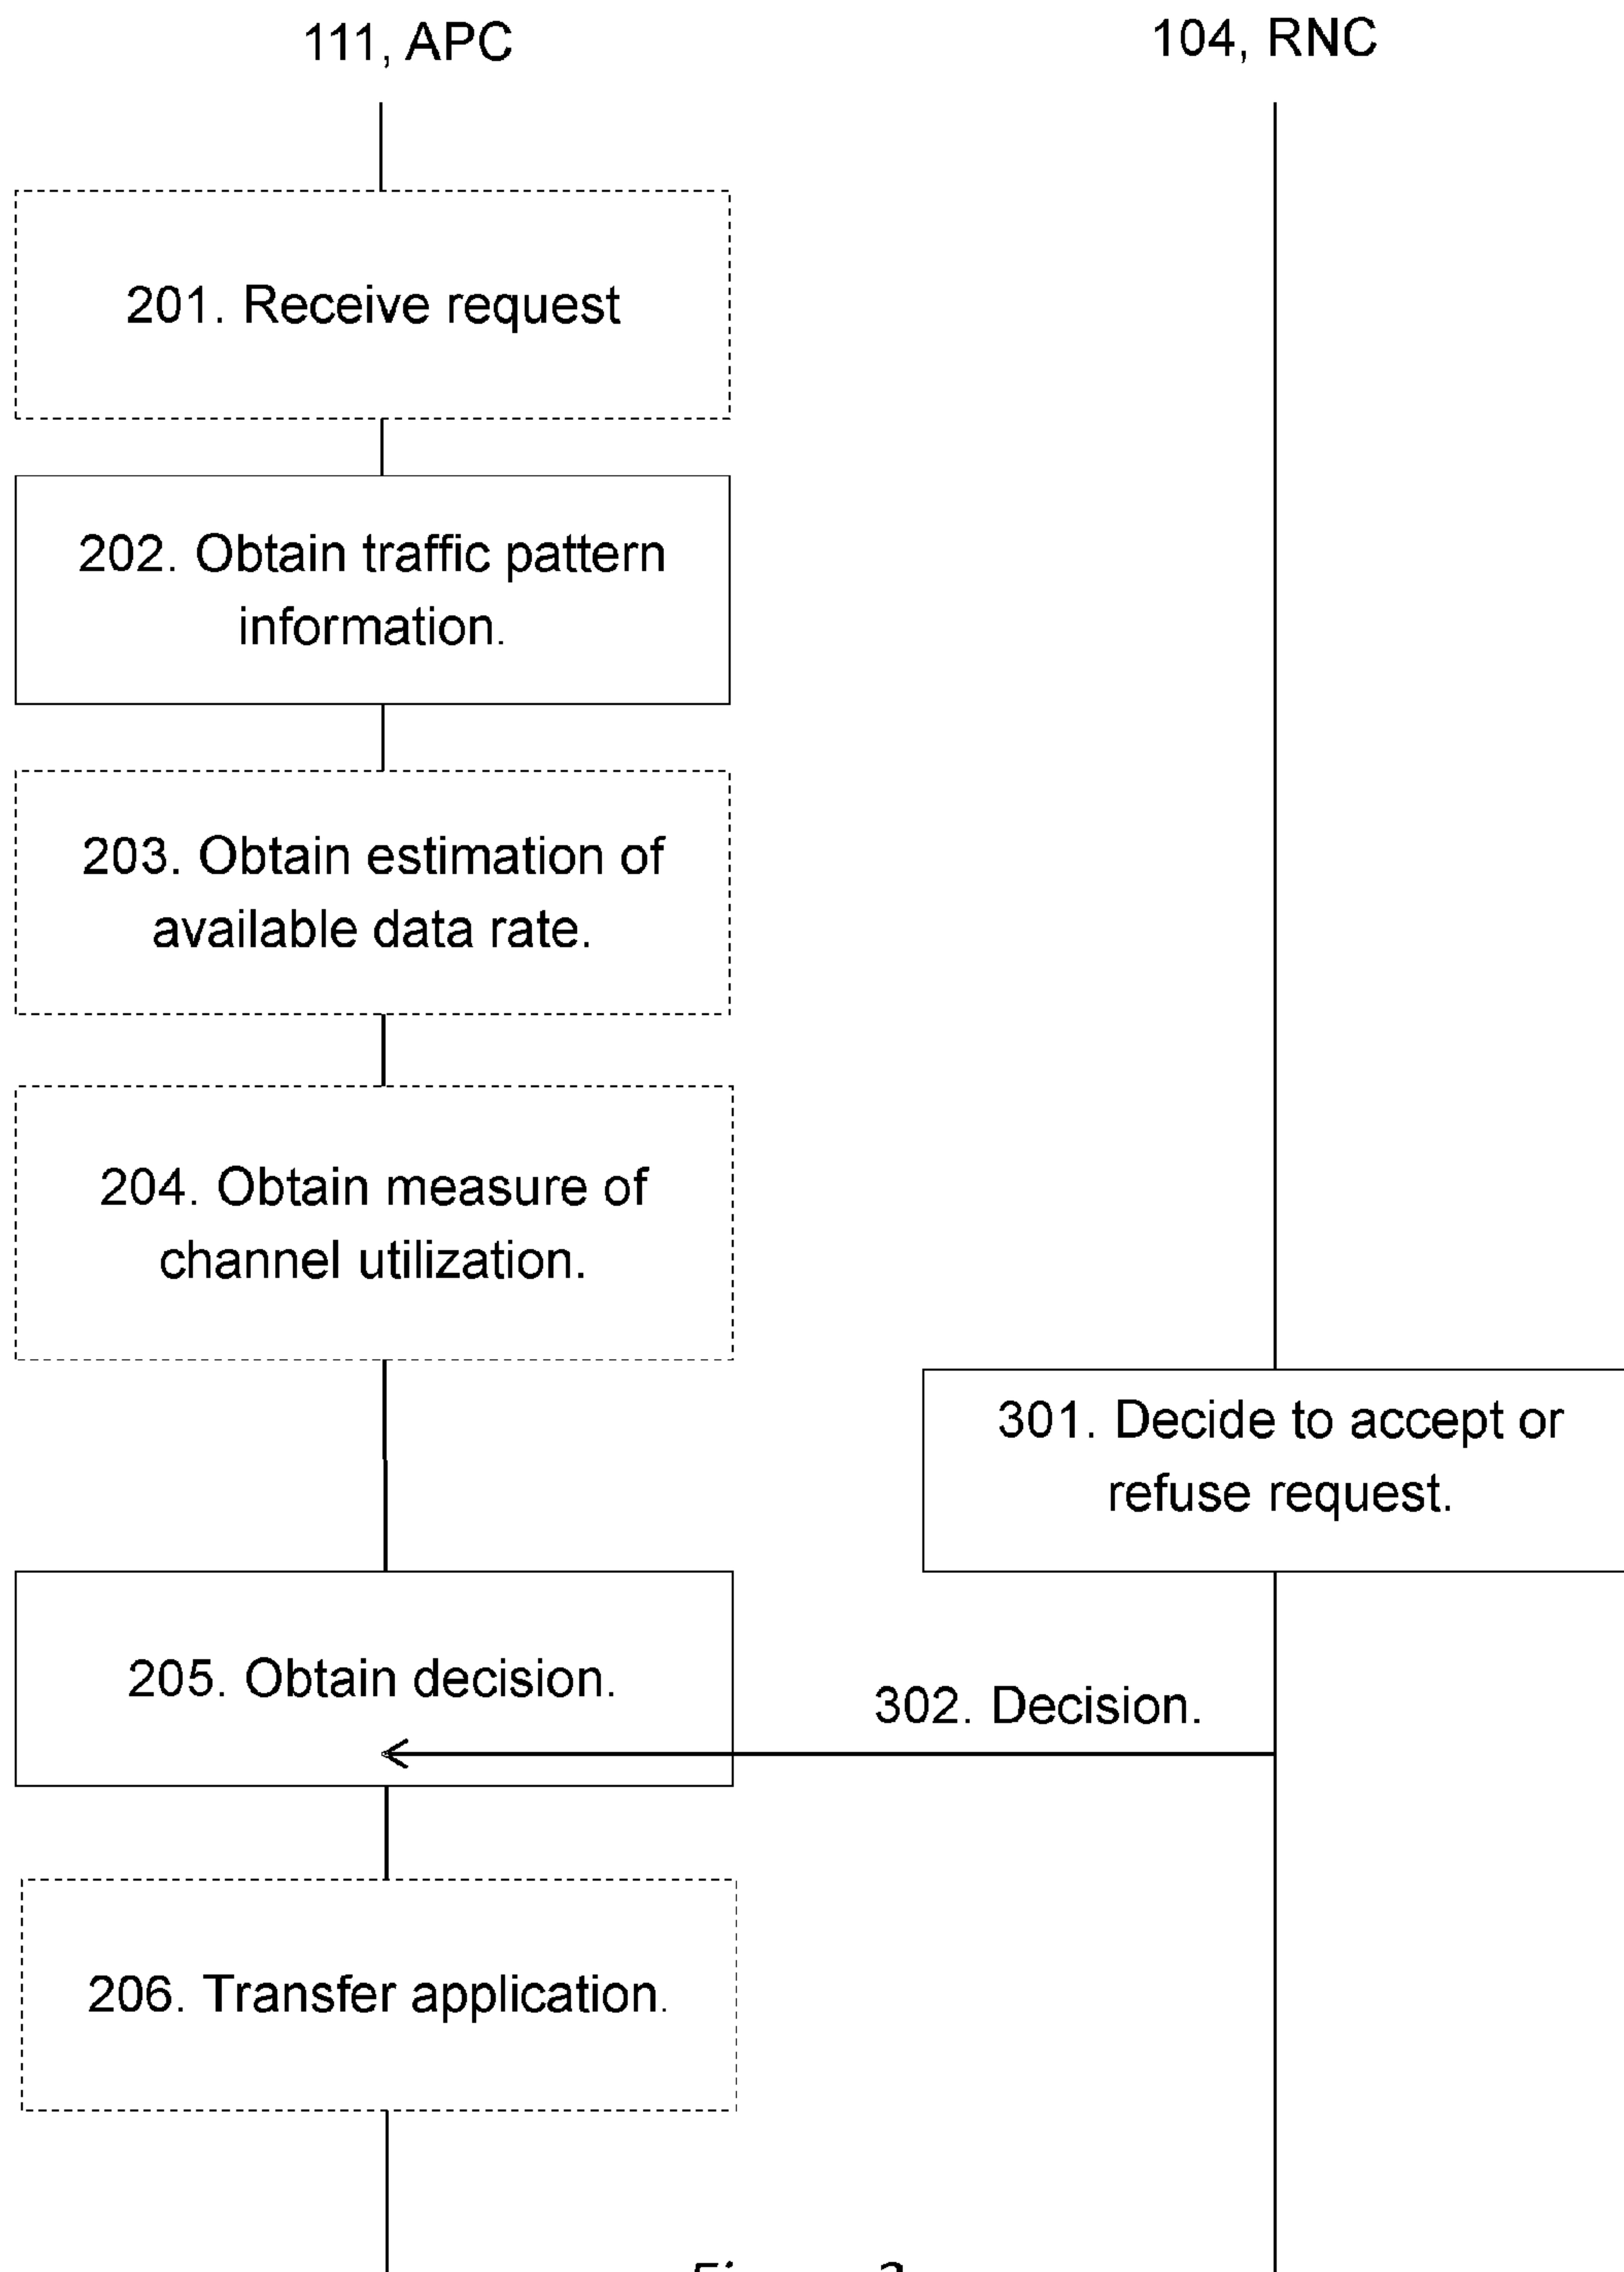 111, APC
104, RNC
201. Receive request
202. Obtain traffic pattern
information.
203. Obtain estimation of
available data rate.
204. Obtain measure of
channel utilization.
301. Decide to accept or
refuse request.
205. Obtain decision.
302. Decision.
206. Transfer application.